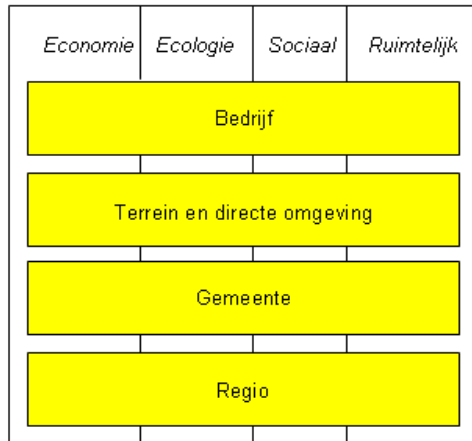 Economie Ecologie Sociaal Ruimtelijk
Bedrijf
Terrein en directe omgeving
Gemeente
Regio